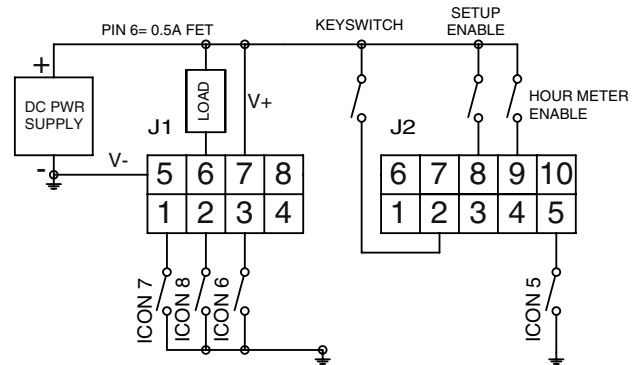 PIN 6= 0.5A FET
KEYSWITCH
SETUP
ENABLE
+
DC PWR
SUPPLY
-
LOAD
V+
HOUR METER
ENABLE
J1
J2
V-
5 6 7 8
1 2 3 4
6 7 8 9 10
1 2 3 4 5
ICON 7
ICON 8
ICON 6
ICON 5